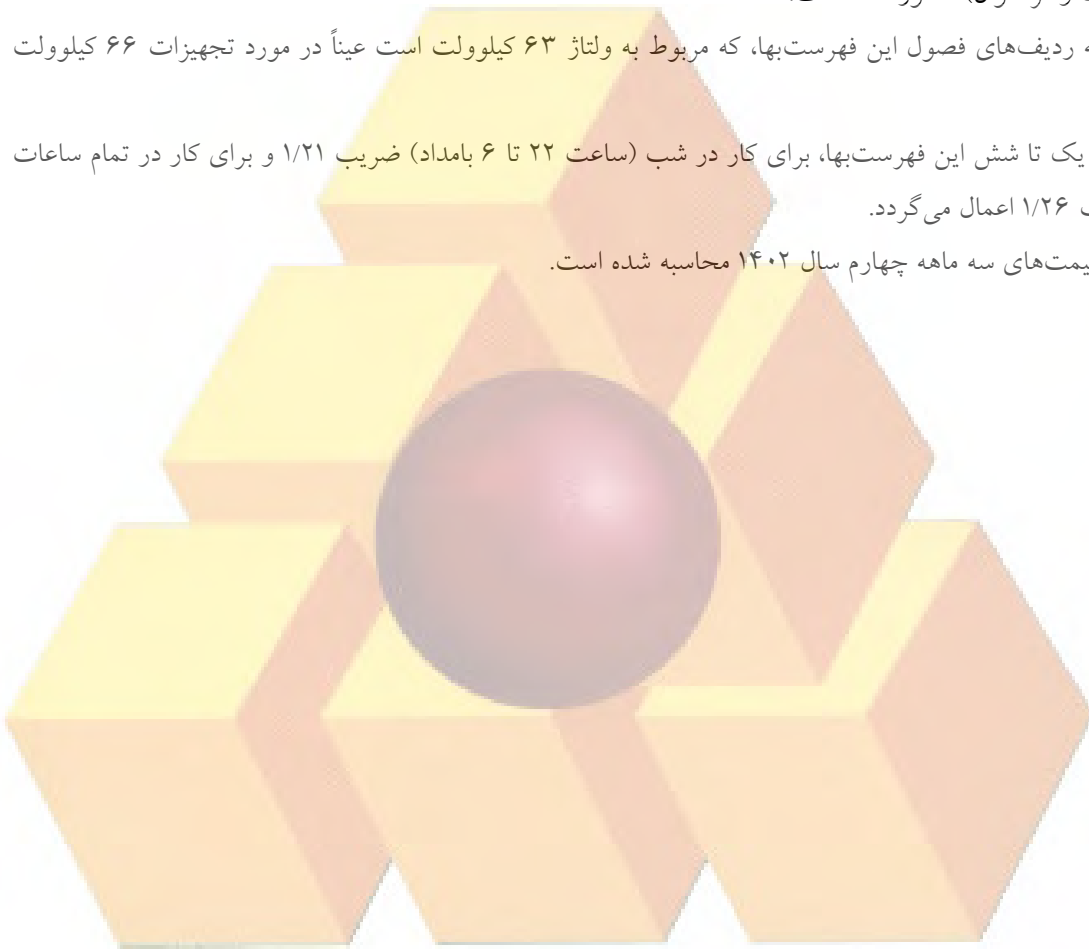 ردیف‌های فصول این فهرست‌بها، که مربوط به ولتاژ ۶۳ کیلوولت است عیناً در مورد تجهیزات ۶۶ کیلوولت
یک تا شش این فهرست‌بها، برای کار در شب (ساعت ۲۲ تا ۶ بامداد) ضریب ۱/۲۱ و برای کار در تمام ساعات
۱/۲۶ اعمال می‌گردد.
قیمت‌های سه ماهه چهارم سال ۱۴۰۲ محاسبه شده است.